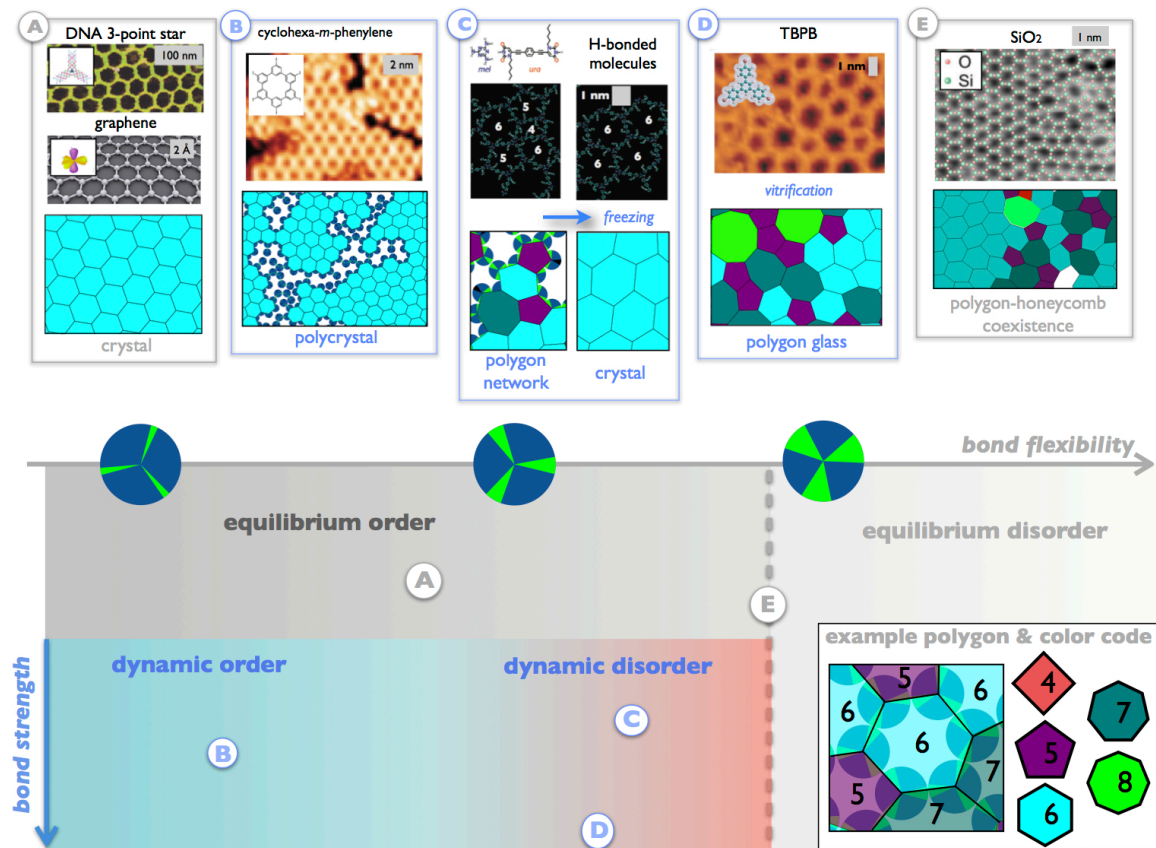 A
DNA 3-point star
100 nm
graphene
2 Å
crystal
B
cyclohexa-m-phenylene
2 nm
polycrystal
C
H-bonded
molecules
mel
ura
1 nm
5
6
4
5
6
6
6
6
6
freezing
polygon
network
crystal
D
TBPB
1 nm
vitrification
polygon glass
E
SiO2
1 nm
O
Si
polygon-honeycomb
coexistence
bond flexibility
equilibrium order
equilibrium disorder
A
E
bond strength
dynamic order
dynamic disorder
B
C
D
example polygon & color code
5
6
6
6
7
5
7
4
7
5
8
6